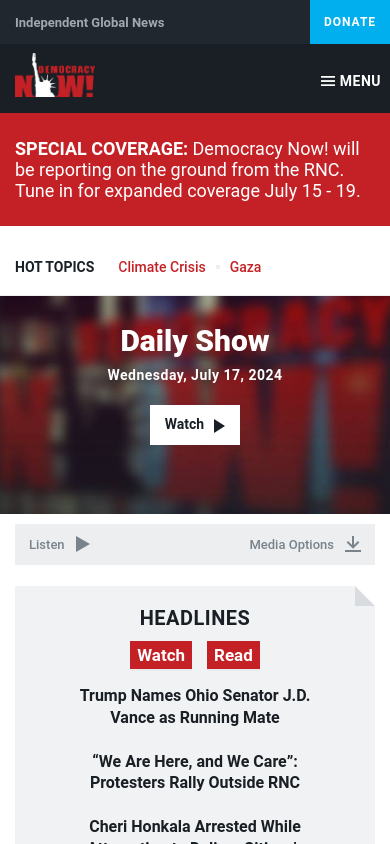 Independent Global News
DONATE
DEMOCRACY
NOW!
MENU
SPECIAL COVERAGE: Democracy Now! will
be reporting on the ground from the RNC.
Tune in for expanded coverage July 15 - 19.
HOT TOPICS
Climate Crisis
Gaza
Daily Show
Wednesday, July 17, 2024
Watch
Listen
Media Options
HEADLINES
Watch
Read
Trump Names Ohio Senator J.D.
Vance as Running Mate
“We Are Here, and We Care”:
Protesters Rally Outside RNC
Cheri Honkala Arrested While